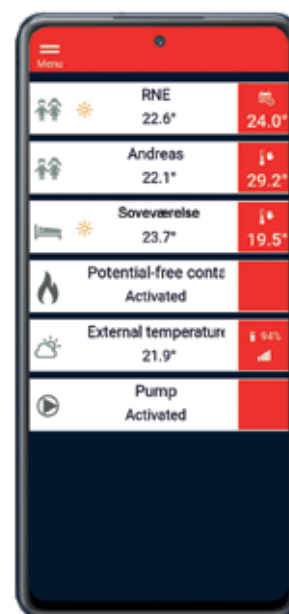 Menu
RNE
22.6°
24.0°
Andreas
22.1°
29.2°
Soveværelse
23.7°
19.5°
Potential-free conta
Activated
External temperature
21.9°
94%
Pump
Activated